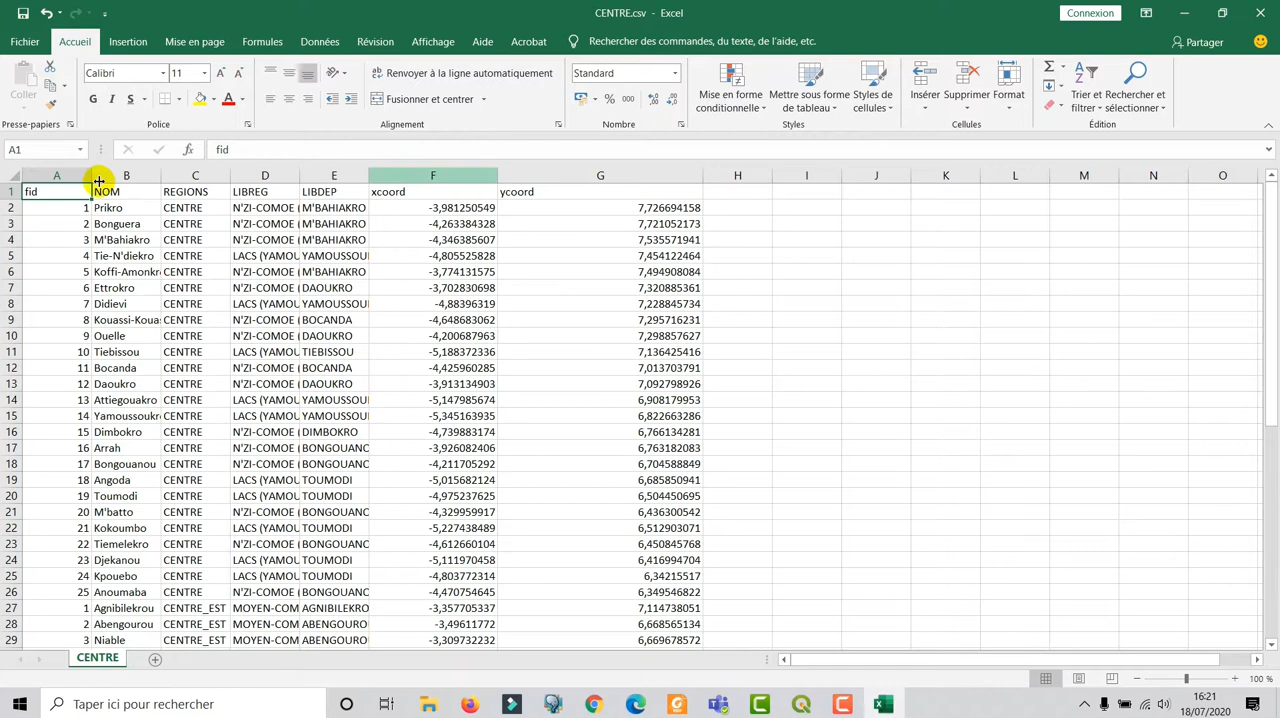 CENTRE.csv - Excel
Connexion
Fichier Accueil Insertion Mise en page Formules Données Révision Affichage Aide Acrobat Rechercher des commandes, du texte, de l'aide, etc. Partager
Coller
Calibri 11
G I S A
Renvoyer à la ligne automatiquement
Fusionner et centrer
Standard
% 000
Mise en forme conditionnelle
Mettre sous forme de tableau
Styles de cellules
Insérer
Supprimer
Format
Trier et filtrer
Rechercher et sélectionner
Presse-papiers Police Alignement Nombre Styles Cellules Édition
A1 fx fid
A B C D E F G H I J K L M N O
1 fid NOM REGIONS LIBREG LIBDEP xcoord ycoord
2 1 Prikro CENTRE N'ZI-COMOE ( M'BAHIAKRO -3,981250549 7,726694158
3 2 Bonguera CENTRE N'ZI-COMOE ( M'BAHIAKRO -4,263384328 7,721052173
4 3 M'Bahiakro CENTRE N'ZI-COMOE ( M'BAHIAKRO -4,346385607 7,535571941
5 4 Tie-N'diekro CENTRE LACS (YAMOU YAMOUSSOUK -4,805525828 7,454122464
6 5 Koffi-Amonkr CENTRE N'ZI-COMOE ( M'BAHIAKRO -3,774131575 7,494908084
7 6 Ettrokro CENTRE N'ZI-COMOE ( DAOUKRO -3,702830698 7,320885361
8 7 Didievi CENTRE LACS (YAMOU YAMOUSSOU -4,88396319 7,228845734
9 8 Kouassi-Koua CENTRE N'ZI-COMOE ( BOCANDA -4,648683062 7,295716231
10 9 Ouelle CENTRE N'ZI-COMOE ( DAOUKRO -4,200687963 7,298857627
11 10 Tiebissou CENTRE LACS (YAMOU TIEBISSOU -5,188372336 7,136425416
12 11 Bocanda CENTRE N'ZI-COMOE ( BOCANDA -4,425960285 7,013703791
13 12 Daoukro CENTRE N'ZI-COMOE ( DAOUKRO -3,913134903 7,092798926
14 13 Attiegouakro CENTRE LACS (YAMOU YAMOUSSOU -5,147985674 6,908179953
15 14 Yamoussoukr CENTRE LACS (YAMOU YAMOUSSOU -5,345163935 6,822663286
16 15 Dimbokro CENTRE N'ZI-COMOE ( DIMBOKRO -4,739883174 6,766134281
17 16 Arrah CENTRE N'ZI-COMOE ( BONGOUANO -3,926082406 6,763182083
18 17 Bongouanou CENTRE N'ZI-COMOE ( BONGOUANO -4,211705292 6,704588849
19 18 Angoda CENTRE LACS (YAMOU TOUMODI -5,015682124 6,685850941
20 19 Toumodi CENTRE LACS (YAMOU TOUMODI -4,975237625 6,504450695
21 20 M'batto CENTRE N'ZI-COMOE ( BONGOUANO -4,329959917 6,436300542
22 21 Kokoumbo CENTRE LACS (YAMOU TOUMODI -5,227438489 6,512903071
23 22 Tiemelekro CENTRE N'ZI-COMOE ( BONGOUANO -4,612660104 6,450845768
24 23 Djekanou CENTRE LACS (YAMOU TOUMODI -5,111970458 6,416994704
25 24 Kpouebo CENTRE LACS (YAMOU TOUMODI -4,803772314 6,34215517
26 25 Anoumaba CENTRE N'ZI-COMOE ( BONGOUANO -4,470754645 6,349546822
27 1 Agnibilekrou CENTRE_EST MOYEN-COM AGNIBILEKRO -3,357705337 7,114738051
28 2 Abengourou CENTRE_EST MOYEN-COM ABENGOURO -3,49611772 6,668565134
29 3 Niable CENTRE_EST MOYEN-COM ABENGOURO -3,309732232 6,669678572
CENTRE
100 %
Taper ici pour rechercher
16:21
18/07/2020